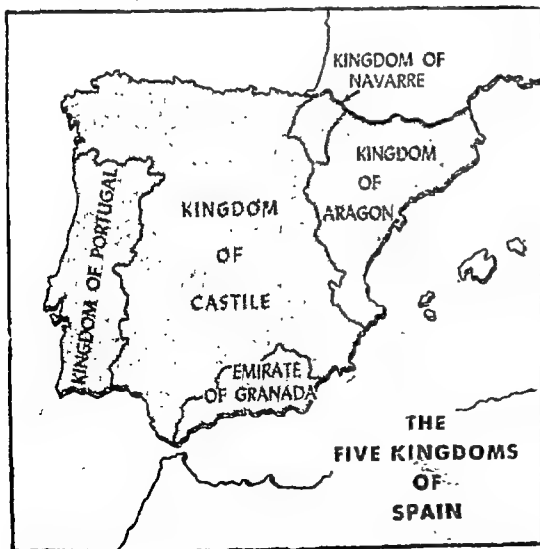 KINGDOM OF
NAVARRE
KINGDOM
OF
ARAGON
KINGDOM OF PORTUGAL
KINGDOM
OF
CASTILE
EMIRATE
OF GRANADA
THE
FIVE KINGDOMS
OF
SPAIN